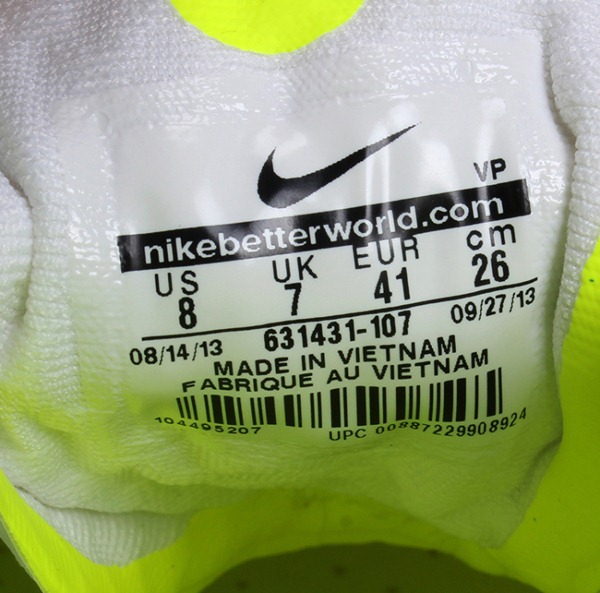 VP
nikebetterworld.com
US UK EUR cm
8 7 41 26
08/14/13 631431-107 09/27/13
MADE IN VIETNAM
FABRIQUE AU VIETNAM
104495207 UPC 00887229908924